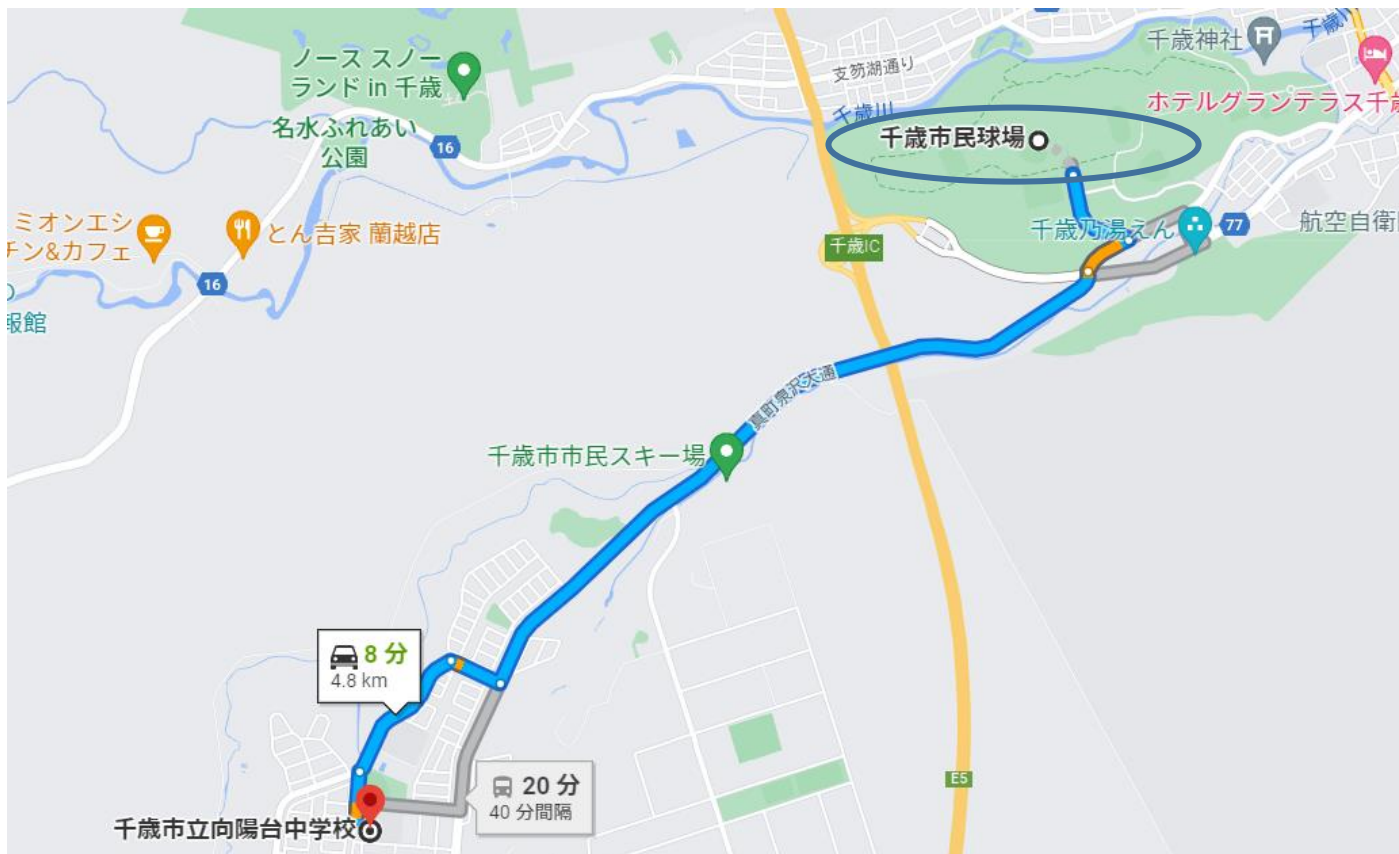 ノース スノー
ランド in 千歳
名水ふれあい
公園
16
支笏湖通り
千歳川
千歳神社
千歳川
ホテルグランテラス千歳
千歳市民球場
ミオンエシ
チン&カフェ
とん吉家 蘭越店
16
報館
千歳IC
千歳乃湯えん
77
航空自衛
真町泉沢大通
千歳市市民スキー場
8 分
4.8 km
20 分
40 分間隔
E5
千歳市立向陽台中学校